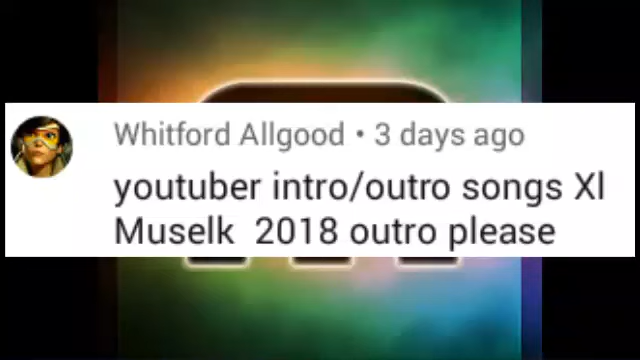 Whitford Allgood • 3 days ago
youtuber intro/outro songs Xl
Muselk 2018 outro please